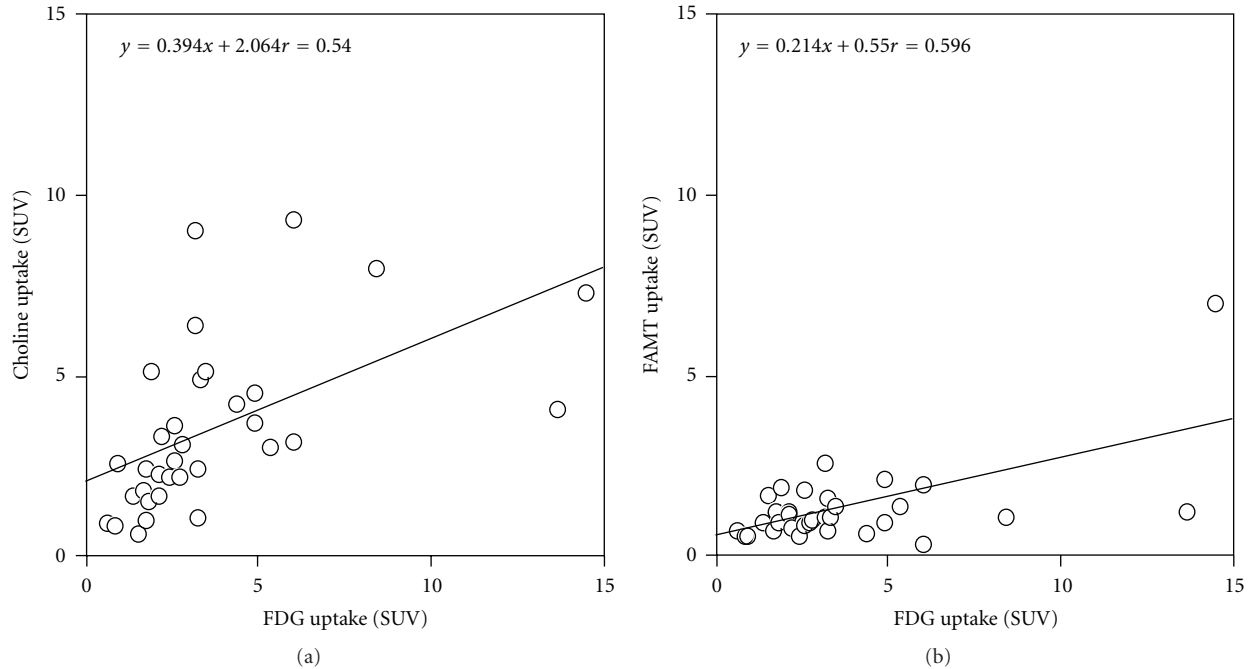 15
y = 0.394x + 2.064r = 0.54
10
5
0
Choline uptake (SUV)
0 5 10 15
FDG uptake (SUV)
(a)
15
y = 0.214x + 0.55r = 0.596
10
5
0
FAMT uptake (SUV)
0 5 10 15
FDG uptake (SUV)
(b)